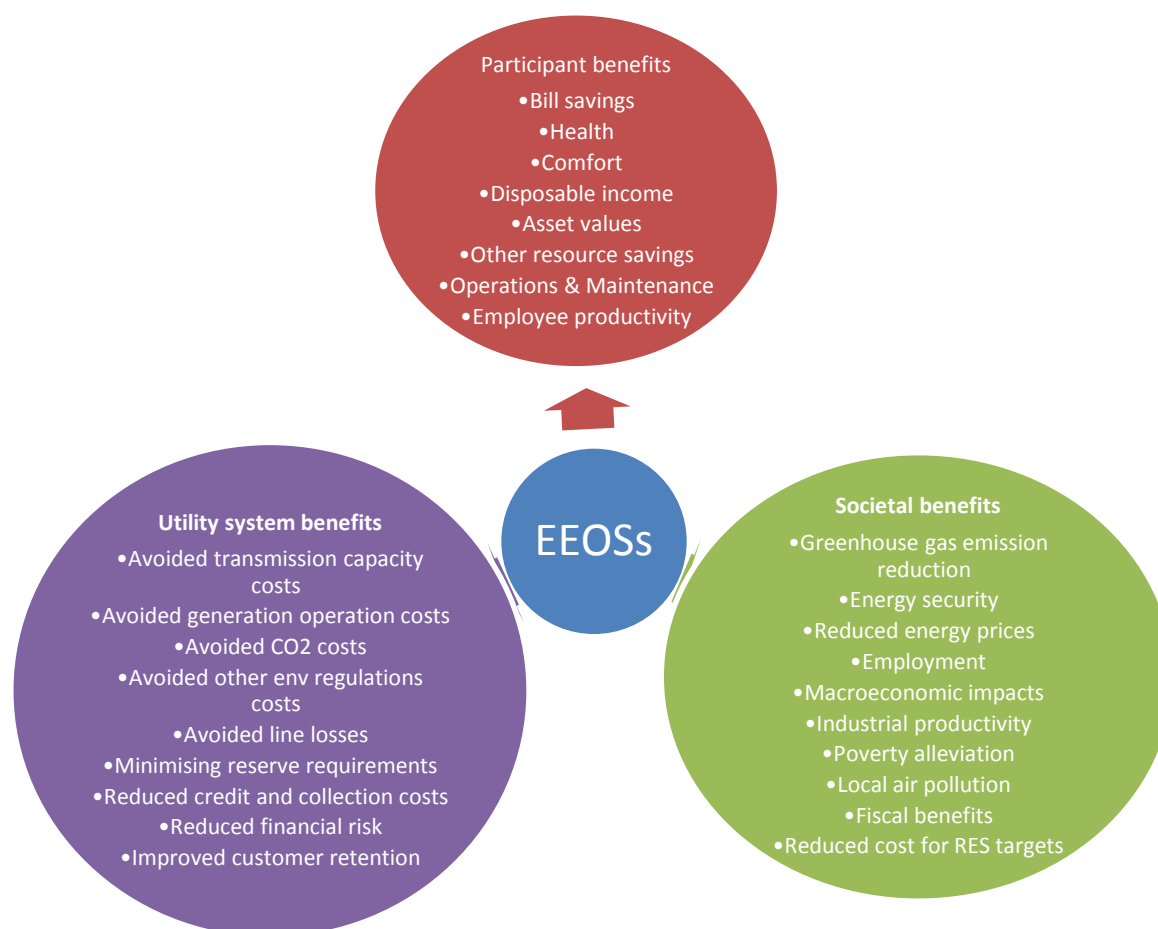 Participant benefits
•Bill savings
•Health
•Comfort
•Disposable income
•Asset values
•Other resource savings
•Operations & Maintenance
•Employee productivity
EEOSs
Utility system benefits
•Avoided transmission capacity
costs
•Avoided generation operation costs
•Avoided CO2 costs
•Avoided other env regulations
costs
•Avoided line losses
•Minimising reserve requirements
•Reduced credit and collection costs
•Reduced financial risk
•Improved customer retention
Societal benefits
•Greenhouse gas emission
reduction
•Energy security
•Reduced energy prices
•Employment
•Macroeconomic impacts
•Industrial productivity
•Poverty alleviation
•Local air pollution
•Fiscal benefits
•Reduced cost for RES targets